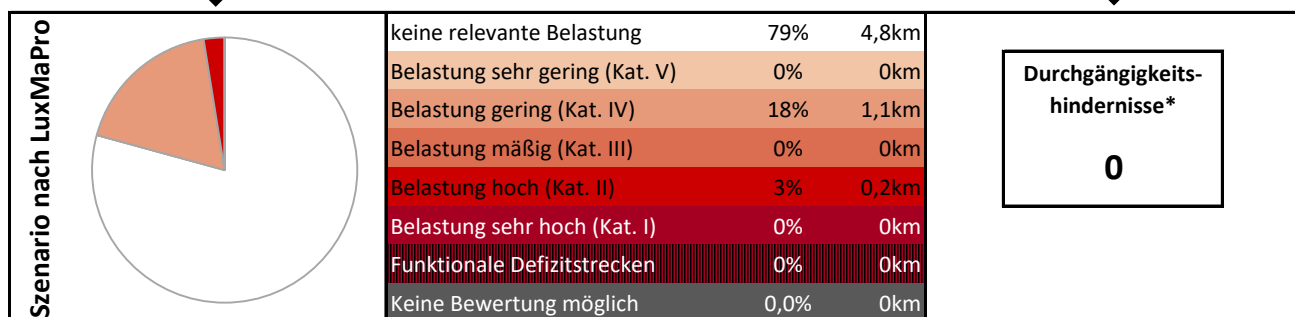 Szenario nach LuxMaPro
keine relevante Belastung 79% 4,8km
Belastung sehr gering (Kat. V) 0% 0km
Belastung gering (Kat. IV) 18% 1,1km
Belastung mäßig (Kat. III) 0% 0km
Belastung hoch (Kat. II) 3% 0,2km
Belastung sehr hoch (Kat. I) 0% 0km
Funktionale Defizitstrecken 0% 0km
Keine Bewertung möglich 0,0% 0km
Durchgängigkeits-
hindernisse*
0